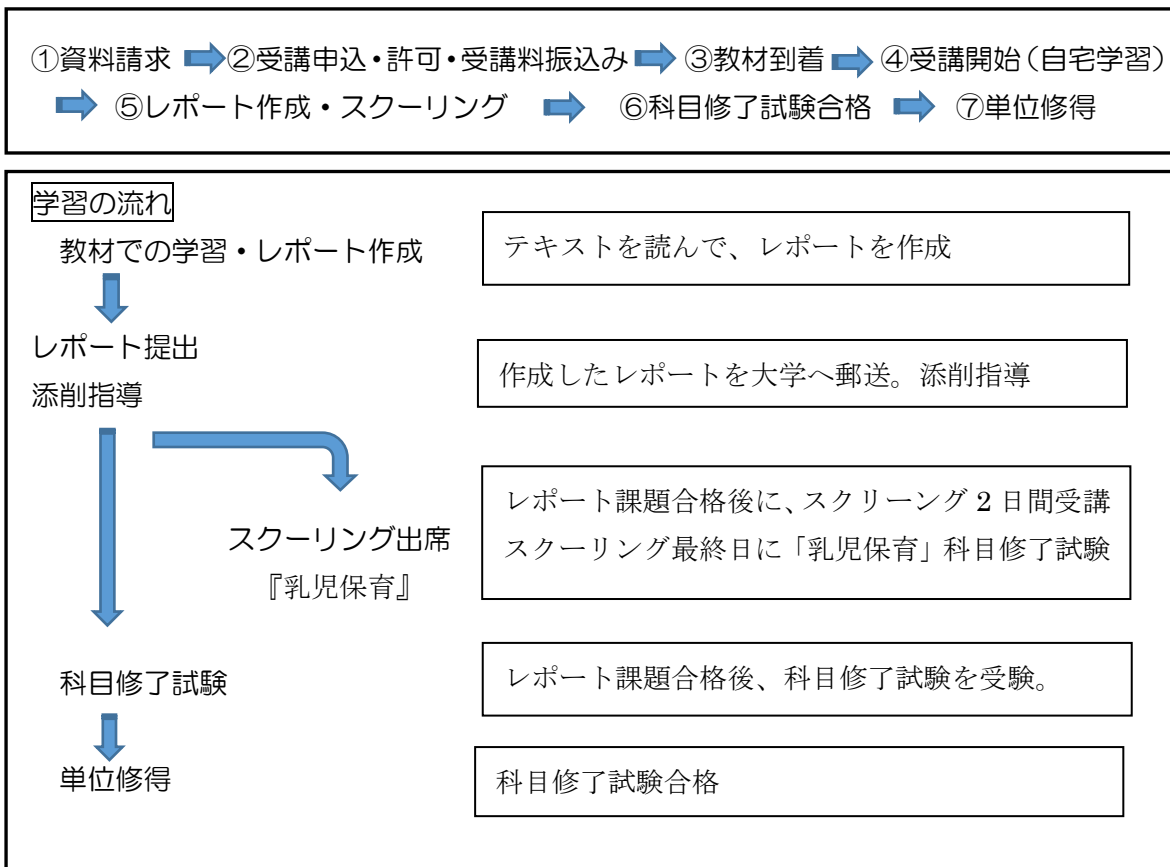 ①資料請求 ②受講申込・許可・受講料振込み ③教材到着 ④受講開始(自宅学習)
⑤レポート作成・スクーリング ⑥科目修了試験合格 ⑦単位修得
学習の流れ
教材での学習・レポート作成
テキストを読んで、レポートを作成
レポート提出
添削指導
作成したレポートを大学へ郵送。添削指導
スクーリング出席
『乳児保育』
レポート課題合格後に、スクリーング 2 日間受講
スクーリング最終日に「乳児保育」科目修了試験
科目修了試験
レポート課題合格後、科目修了試験を受験。
単位修得
科目修了試験合格